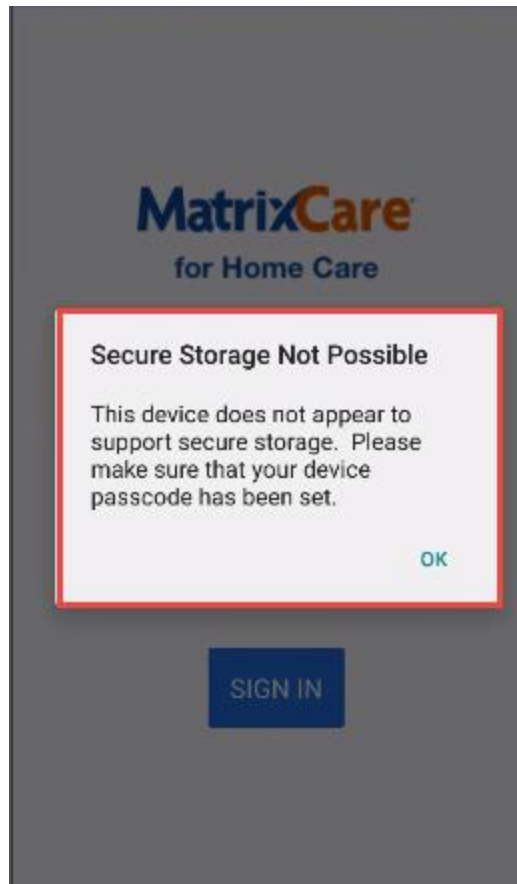 MatrixCare
for Home Care
Secure Storage Not Possible
This device does not appear to
support secure storage.  Please
make sure that your device
passcode has been set.
OK
SIGN IN